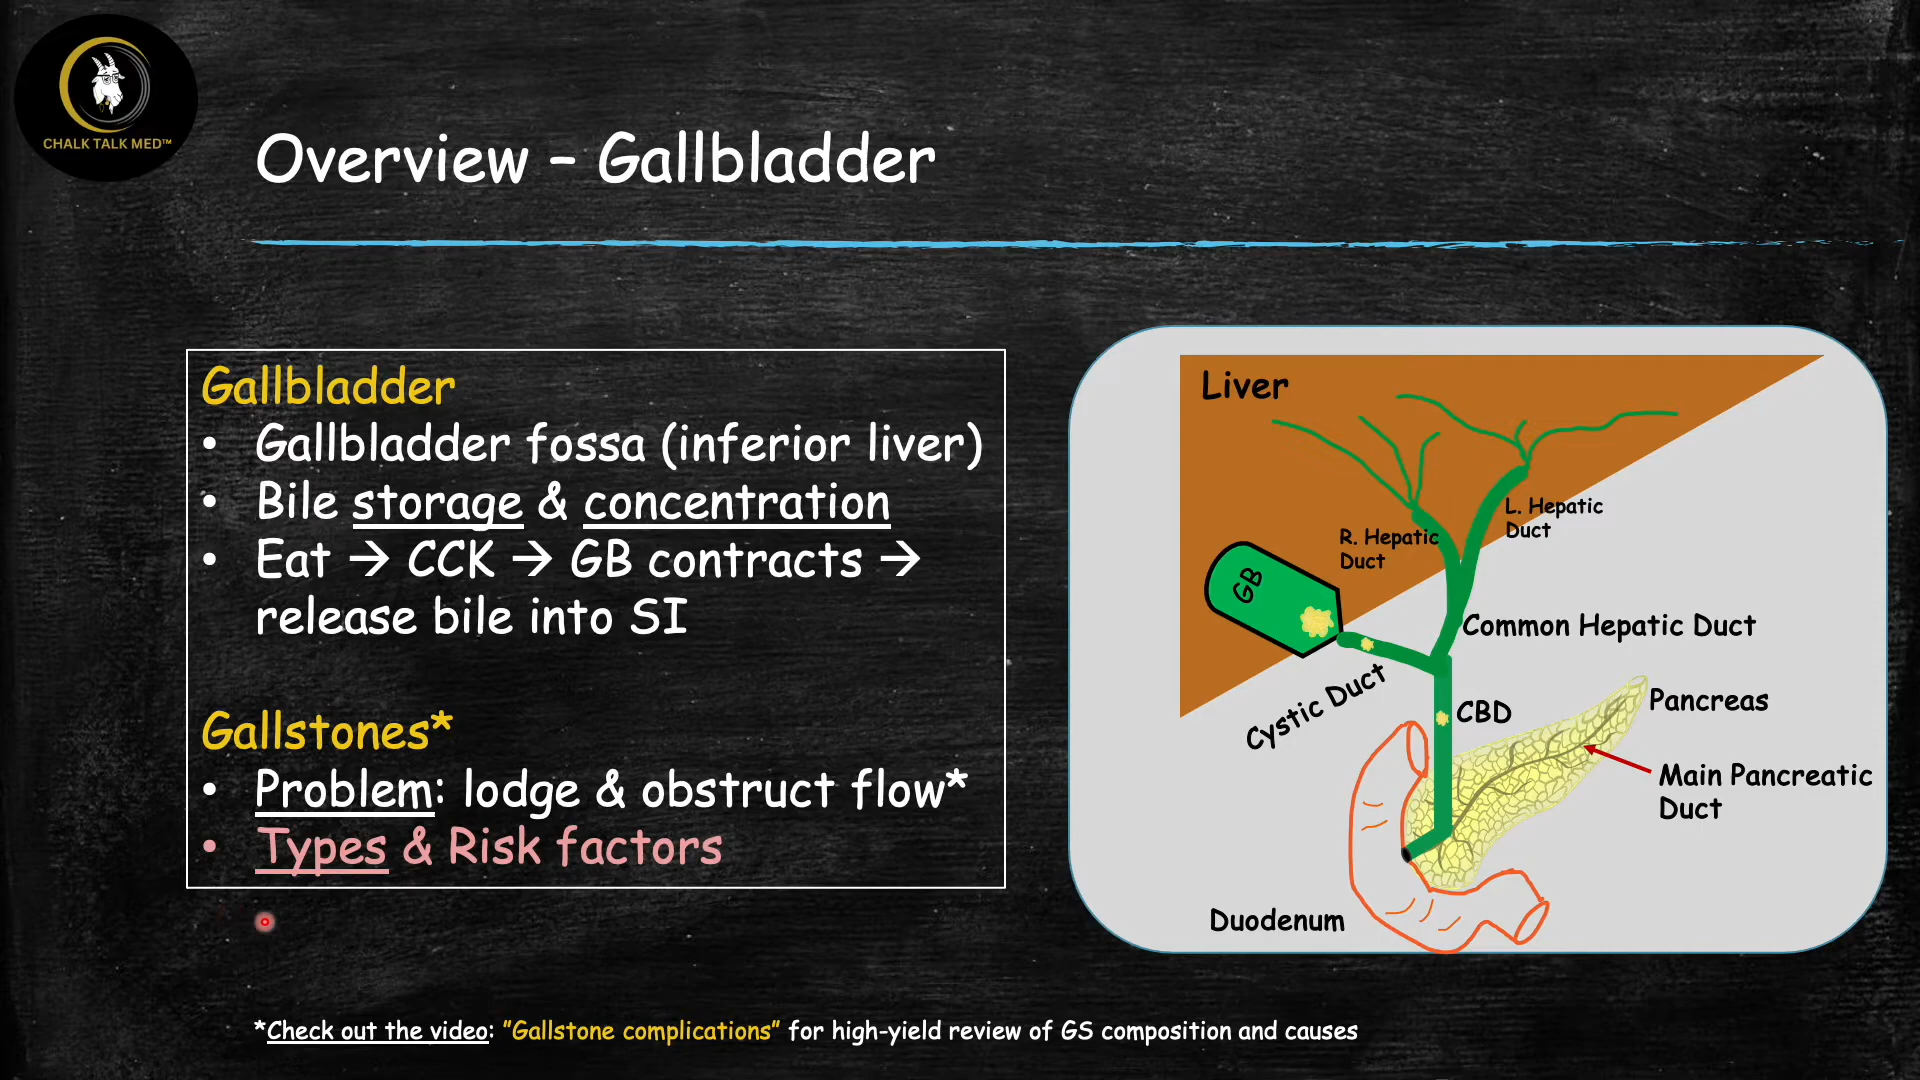 CHALK TALK MED™
Overview – Gallbladder
Gallbladder
• Gallbladder fossa (inferior liver)
• Bile storage & concentration
• Eat → CCK → GB contracts →
release bile into SI
Gallstones*
• Problem: lodge & obstruct flow*
• Types & Risk factors
Liver
L. Hepatic
Duct
R. Hepatic
Duct
GB
Common Hepatic Duct
Cystic Duct
CBD
Pancreas
Main Pancreatic
Duct
Duodenum
*Check out the video: "Gallstone complications" for high-yield review of GS composition and causes